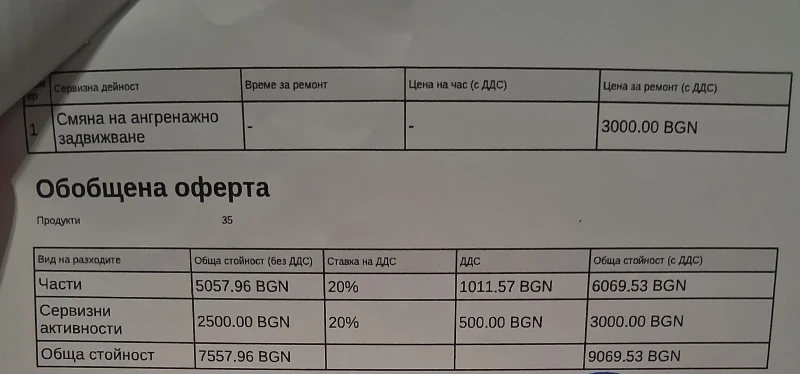 Сервизна дейност Време за ремонт Цена на час (с ДДС) Цена за ремонт (с ДДС)
1 Смяна на ангренажно - - 3000.00 BGN
задвижване
Обобщена оферта
Продукти 35
Вид на разходите Обща стойност (без ДДС) Ставка на ДДС ДДС Обща стойност (с ДДС)
Части 5057.96 BGN 20% 1011.57 BGN 6069.53 BGN
Сервизни
активности 2500.00 BGN 20% 500.00 BGN 3000.00 BGN
Обща стойност 7557.96 BGN 9069.53 BGN